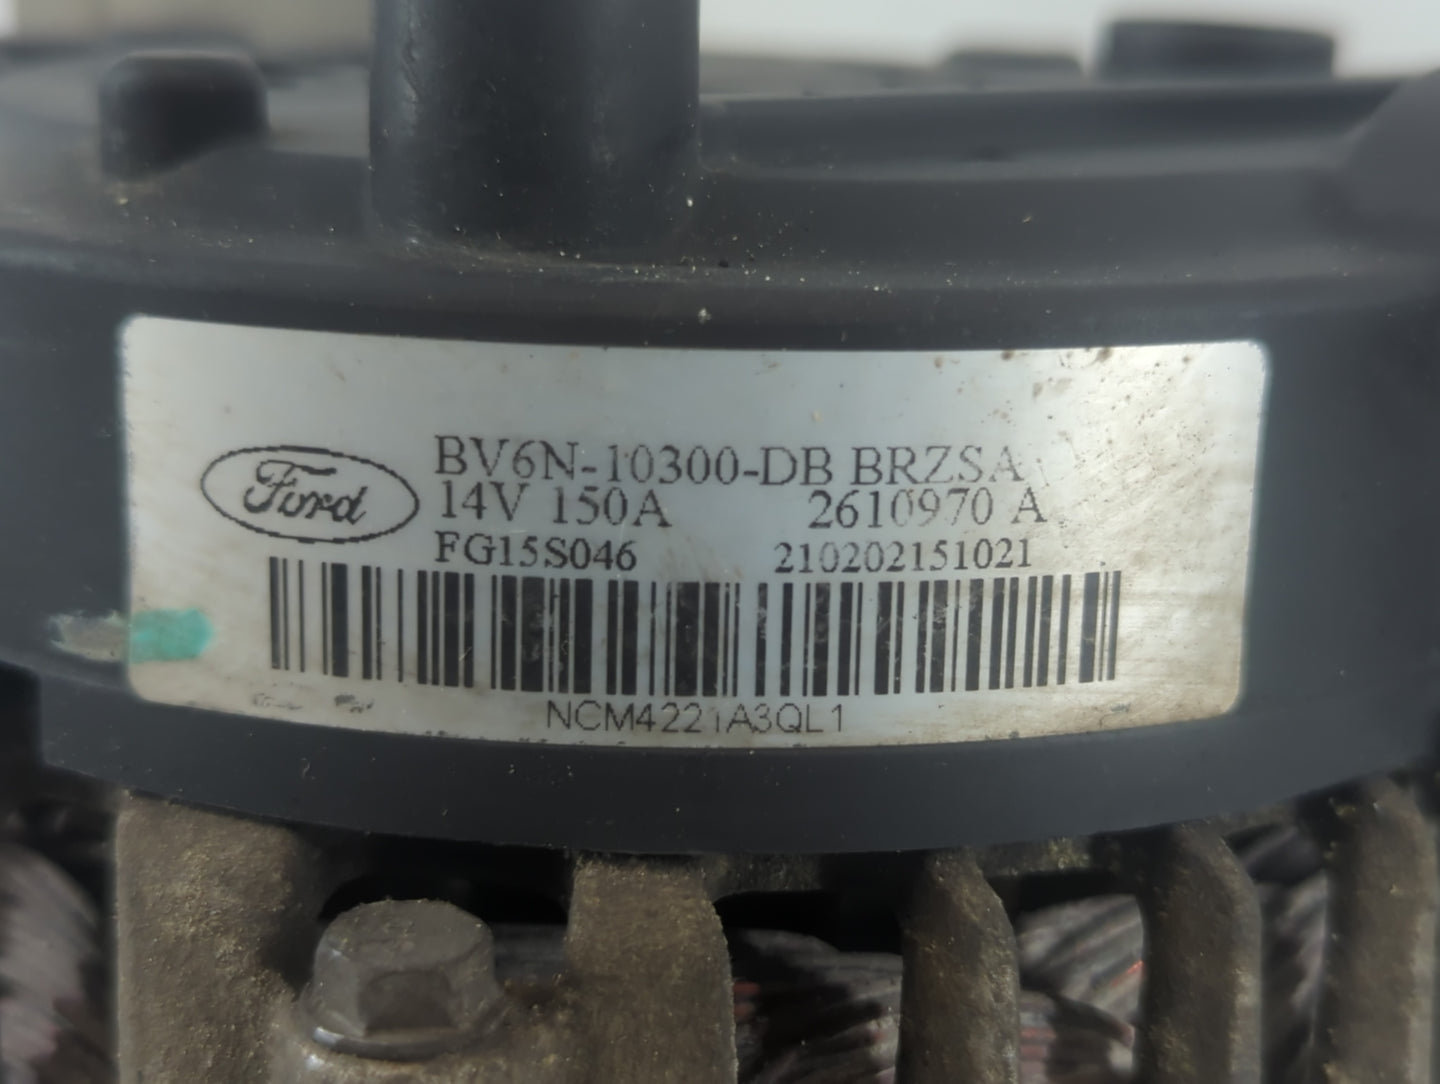 Ford
BV6N-10300-DB BRZSA
14V 150A 2610970 A
FG15S046 210202151021
NCM4221A3QL1